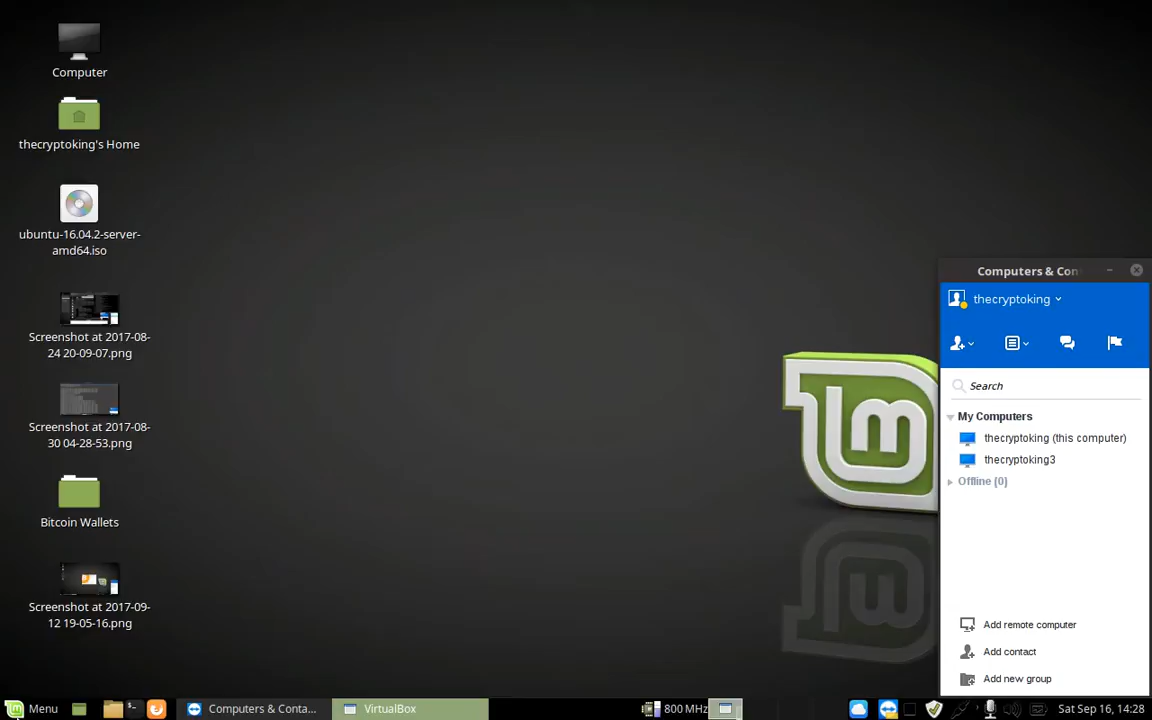 Computer
thecryptoking's Home
ubuntu-16.04.2-server-
amd64.iso
Screenshot at 2017-08-
24 20-09-07.png
Screenshot at 2017-08-
30 04-28-53.png
Bitcoin Wallets
Screenshot at 2017-09-
12 19-05-16.png
Computers & Con
thecryptoking
Search
My Computers
thecryptoking (this computer)
thecryptoking3
Offline (0)
Add remote computer
Add contact
Add new group
Menu
Computers & Conta...
VirtualBox
800 MHz
Sat Sep 16, 14:28